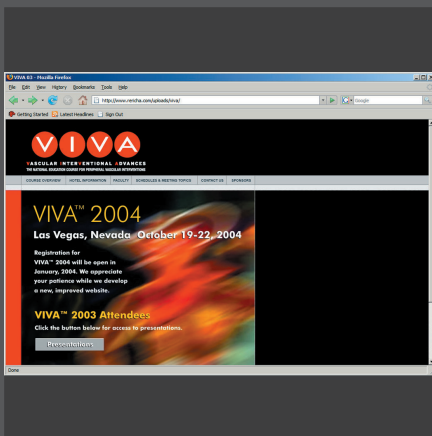 VIVA 03 - Mozilla Firefox
File Edit View History Bookmarks Tools Help
http://www.rericha.com/uploads/viva/
Google
Getting Started Latest Headlines Sign Out
VIVA
VASCULAR INTERVENTIONAL ADVANCES
THE NATIONAL EDUCATION COURSE FOR PERIPHERAL VASCULAR INTERVENTIONS
COURSE OVERVIEW HOTEL INFORMATION FACULTY SCHEDULES & MEETING TOPICS CONTACT US SPONSORS
VIVA™ 2004
Las Vegas, Nevada October 19-22, 2004
Registration for
VIVA™ 2004 will be open in
January, 2004. We appreciate
your patience while we develop
a new, improved website.
VIVA™ 2003 Attendees
Click the button below for access to presentations.
Presentations
Done